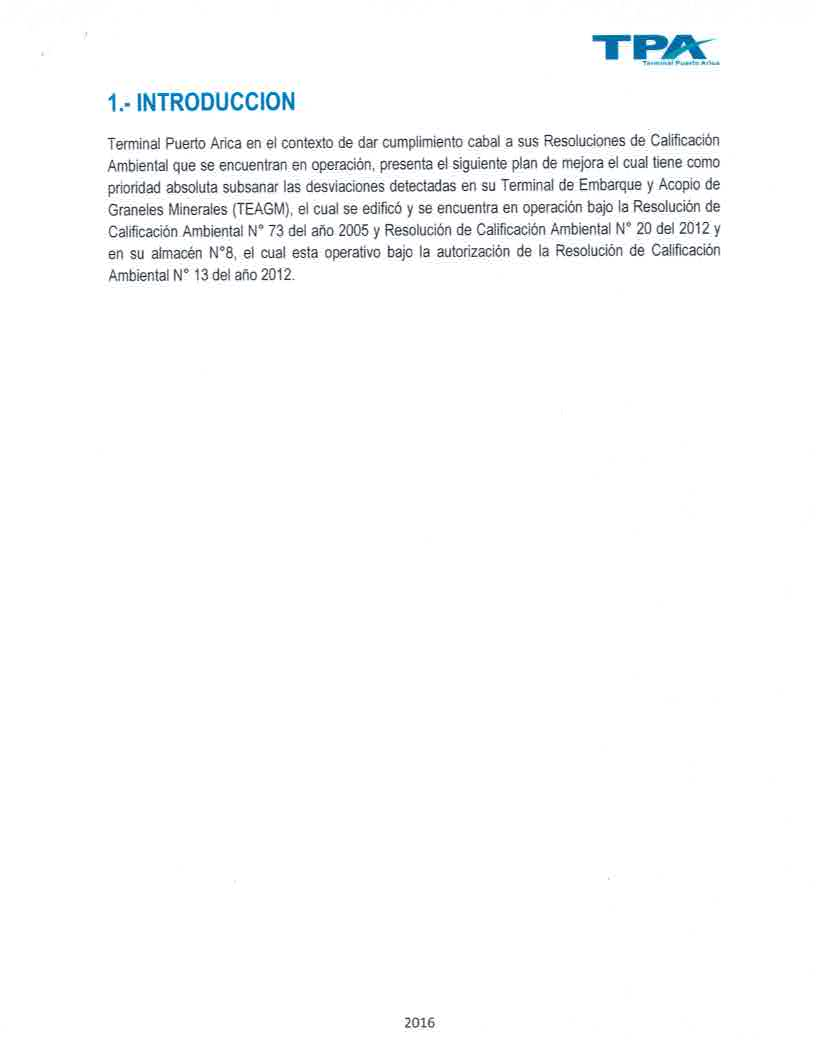 TPA
Terminal Puerto Arica
1.- INTRODUCCION
Terminal Puerto Arica en el contexto de dar cumplimiento cabal a sus Resoluciones de Calificación
Ambiental que se encuentran en operación, presenta el siguiente plan de mejora el cual tiene como
prioridad absoluta subsanar las desviaciones detectadas en su Terminal de Embarque y Acopio de
Graneles Minerales (TEAGM), el cual se edificó y se encuentra en operación bajo la Resolución de
Calificación Ambiental N° 73 del año 2005 y Resolución de Calificación Ambiental N° 20 del 2012 y
en su almacén N°8, el cual esta operativo bajo la autorización de la Resolución de Calificación
Ambiental N° 13 del año 2012.
2016